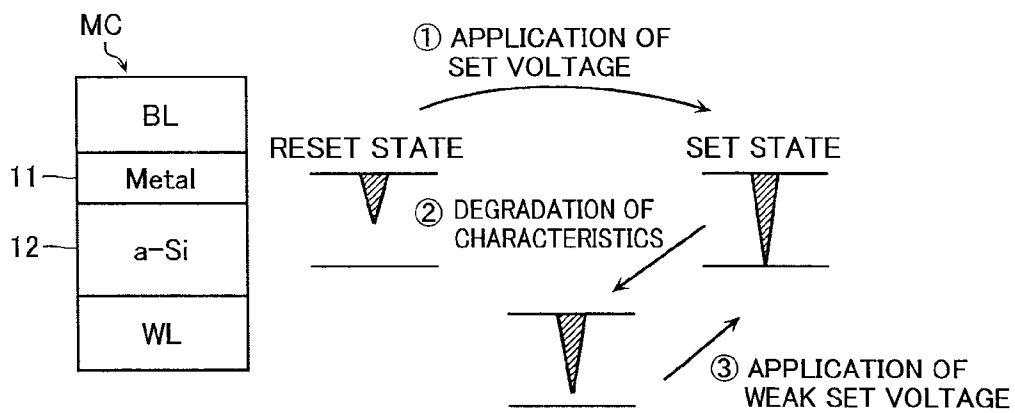 MC
BL
11
Metal
12
a-Si
WL
① APPLICATION OF
SET VOLTAGE
RESET STATE
SET STATE
② DEGRADATION OF
CHARACTERISTICS
③ APPLICATION OF
WEAK SET VOLTAGE